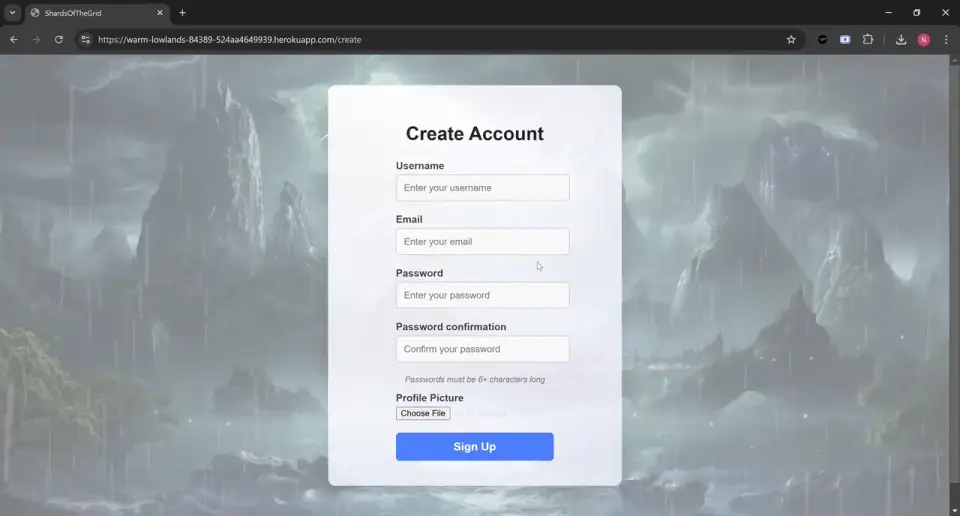 ShardsOfTheGrid
https://warm-lowlands-84389-524aa4649939.herokuapp.com/create
N
Create Account
Username
Enter your username
Email
Enter your email
Password
Enter your password
Password confirmation
Confirm your password
Passwords must be 6+ characters long
Profile Picture
Choose File
Sign Up